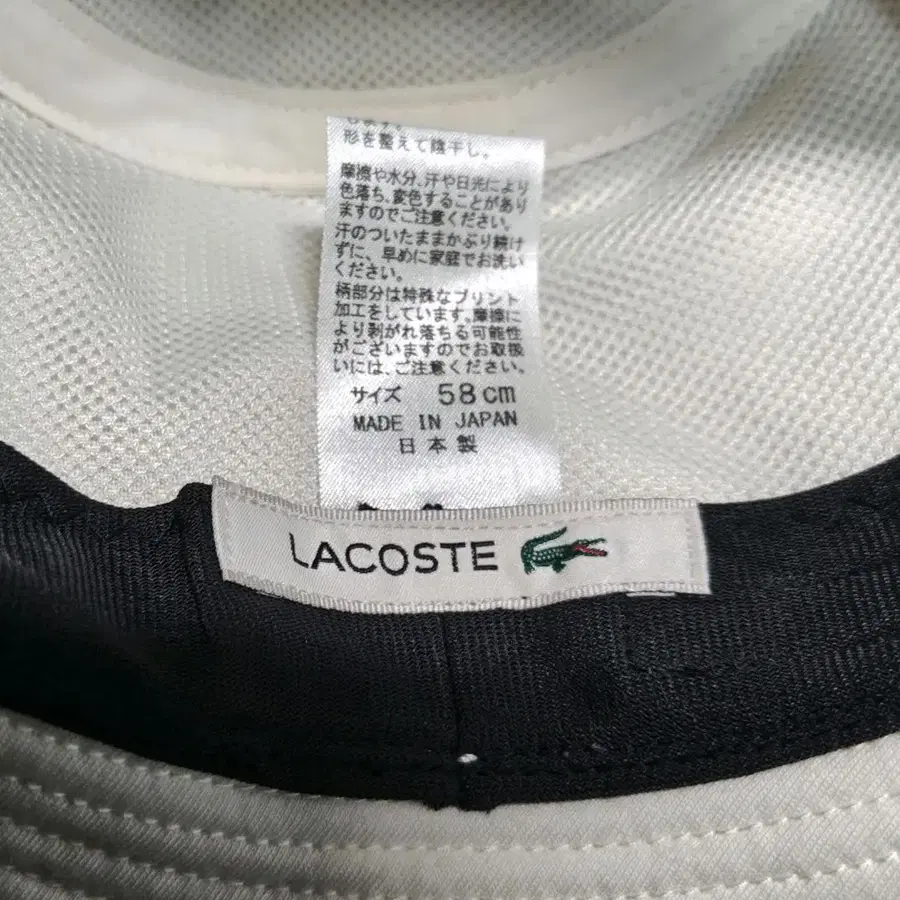 します。
形を整えて陰干し。
摩擦や水分、汗や日光により
色落ち、変色することがあり
ますのでご注意ください。
汗のついたままかぶり続け
ずに、早めに家庭でお洗い
ください。
柄部分は特殊なプリント
加工をしています。摩擦に
より剥がれ落ちる可能性
がございますのでお取扱
いには、ご注意ください。
サイズ 58cm
MADE IN JAPAN
日本製
LACOSTE